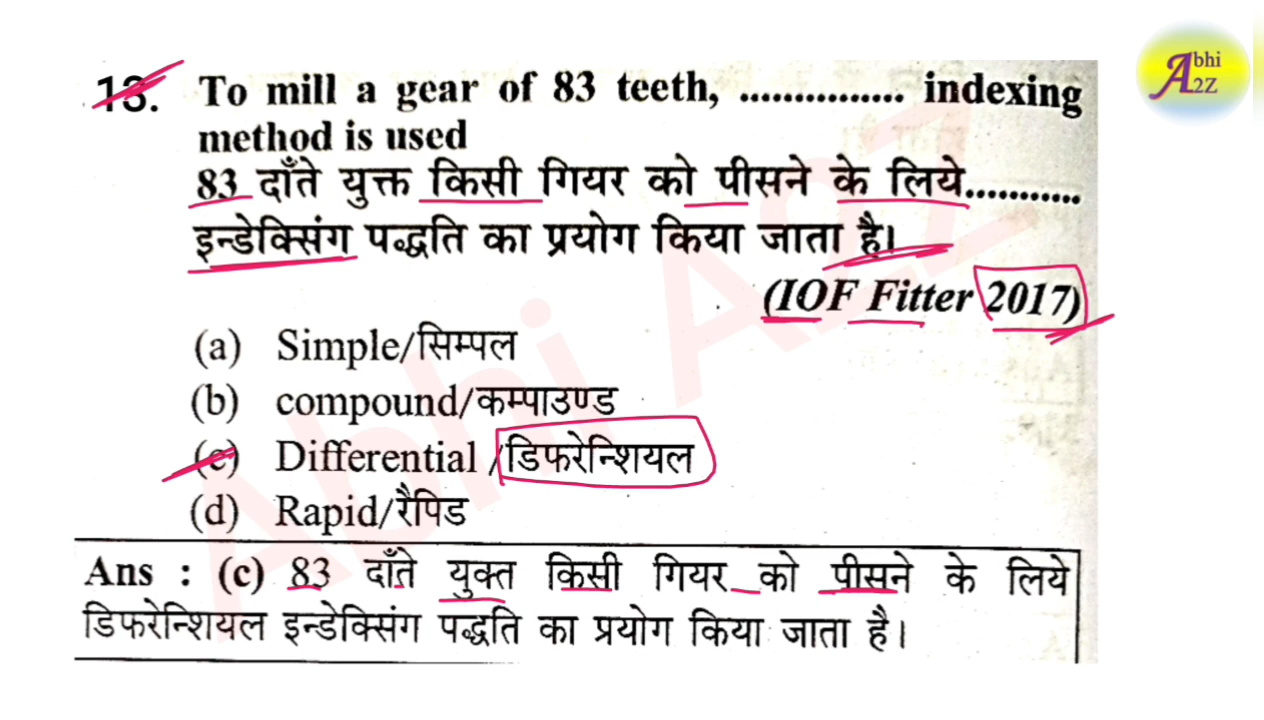 Abhi
A2Z
13. To mill a gear of 83 teeth, ............... indexing
method is used
83 दाँते युक्त किसी गियर को पीसने के लिये...........
इन्डेक्सिंग पद्धति का प्रयोग किया जाता है।
(IOF Fitter 2017)
(a) Simple/सिम्पल
(b) compound/कम्पाउण्ड
(c) Differential /डिफरेन्शियल
(d) Rapid/रैपिड
Ans : (c) 83 दाँते युक्त किसी गियर को पीसने के लिये
डिफरेन्शियल इन्डेक्सिंग पद्धति का प्रयोग किया जाता है।
Abhi A2Z